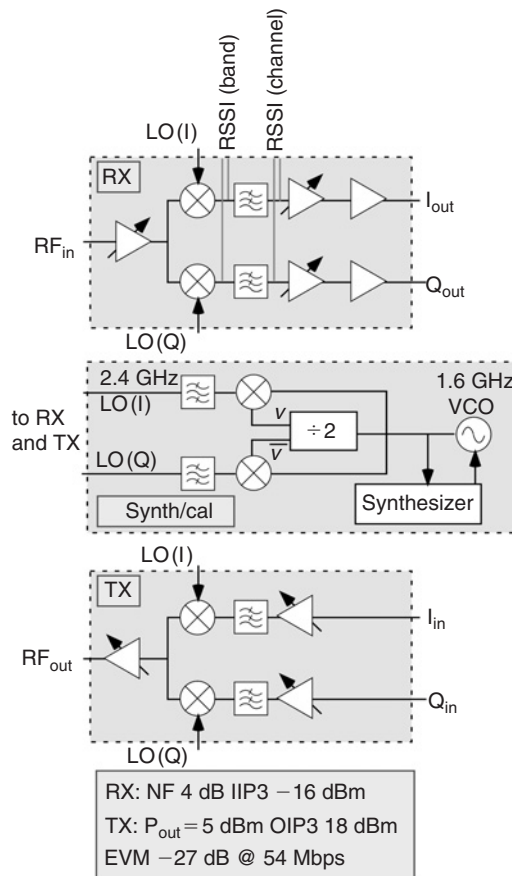 RSSI (band)
RSSI (channel)
LO(I)
RX
RF_in
I_out
Q_out
LO(Q)
2.4 GHz
LO(I)
1.6 GHz
VCO
to RX
and TX
v
÷2
v̅
LO(Q)
Synthesizer
Synth/cal
LO(I)
TX
I_in
RF_out
Q_in
LO(Q)
RX: NF 4 dB IIP3 −16 dBm
TX: P_out = 5 dBm OIP3 18 dBm
EVM −27 dB @ 54 Mbps